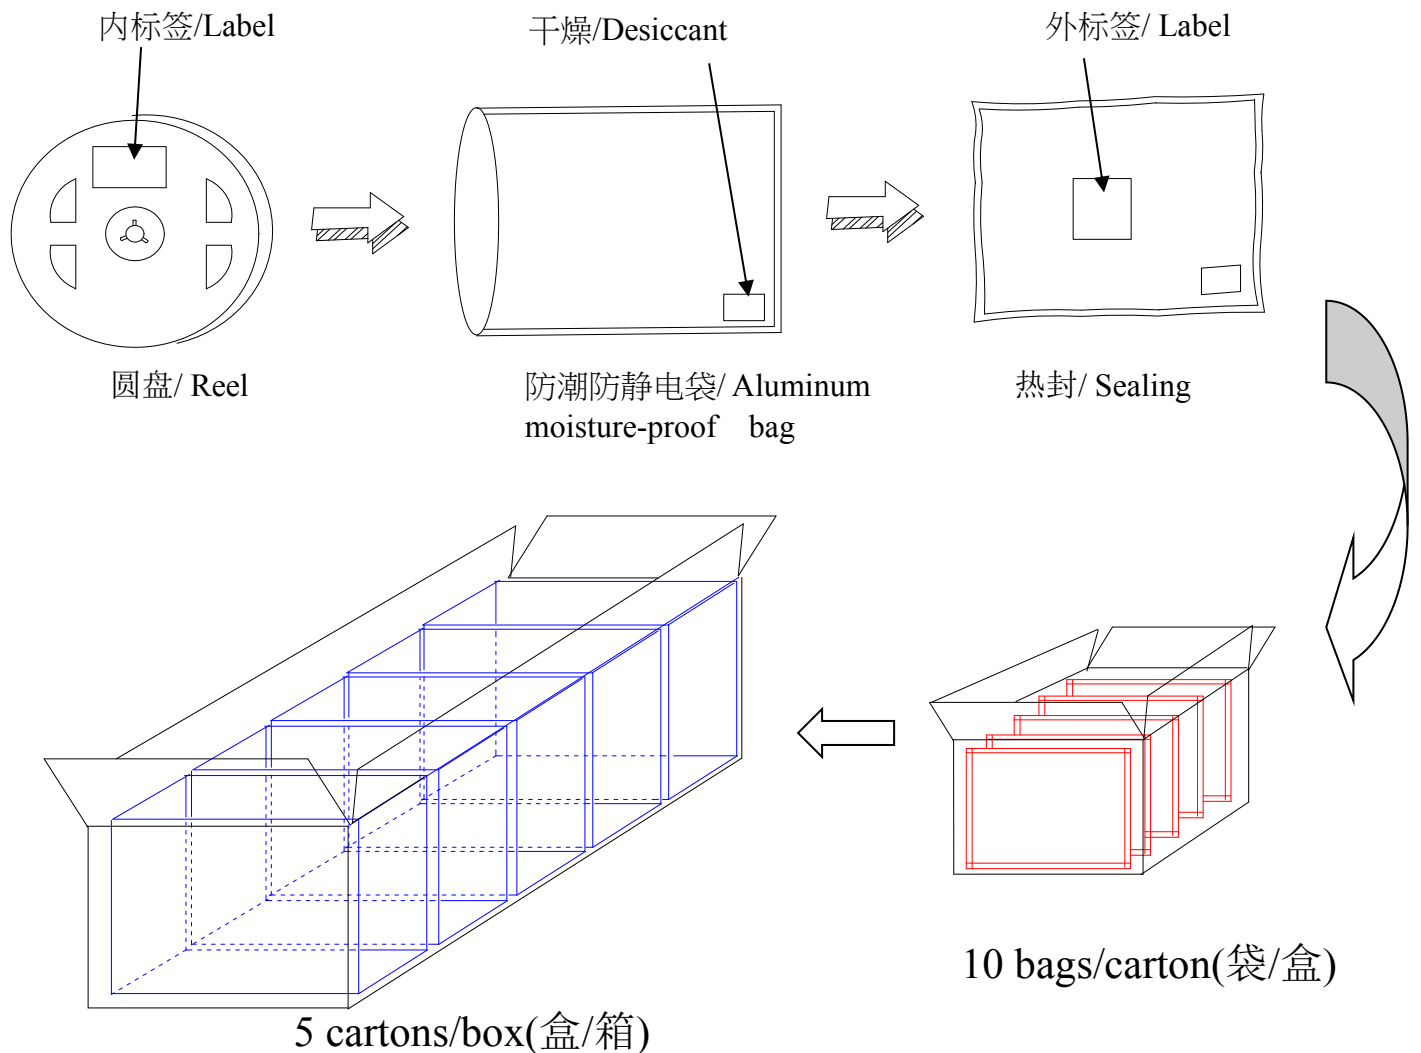 内标签/Label
干燥/Desiccant
外标签/ Label
圆盘/ Reel
防潮防静电袋/ Aluminum
moisture-proof bag
热封/ Sealing
10 bags/carton(袋/盒)
5 cartons/box(盒/箱)